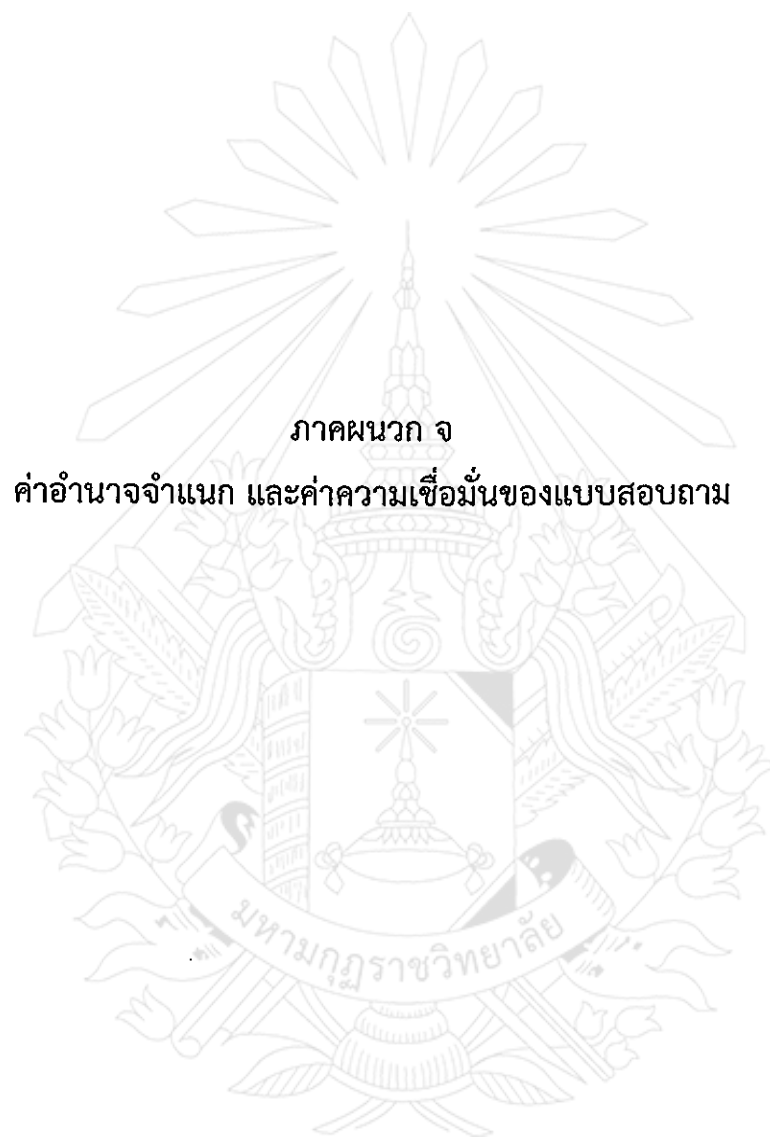 ภาคผนวก จ
ค่าอำนาจจำแนก และค่าความเชื่อมั่นของแบบสอบถาม
มหามกุฏราชวิทยาลัย